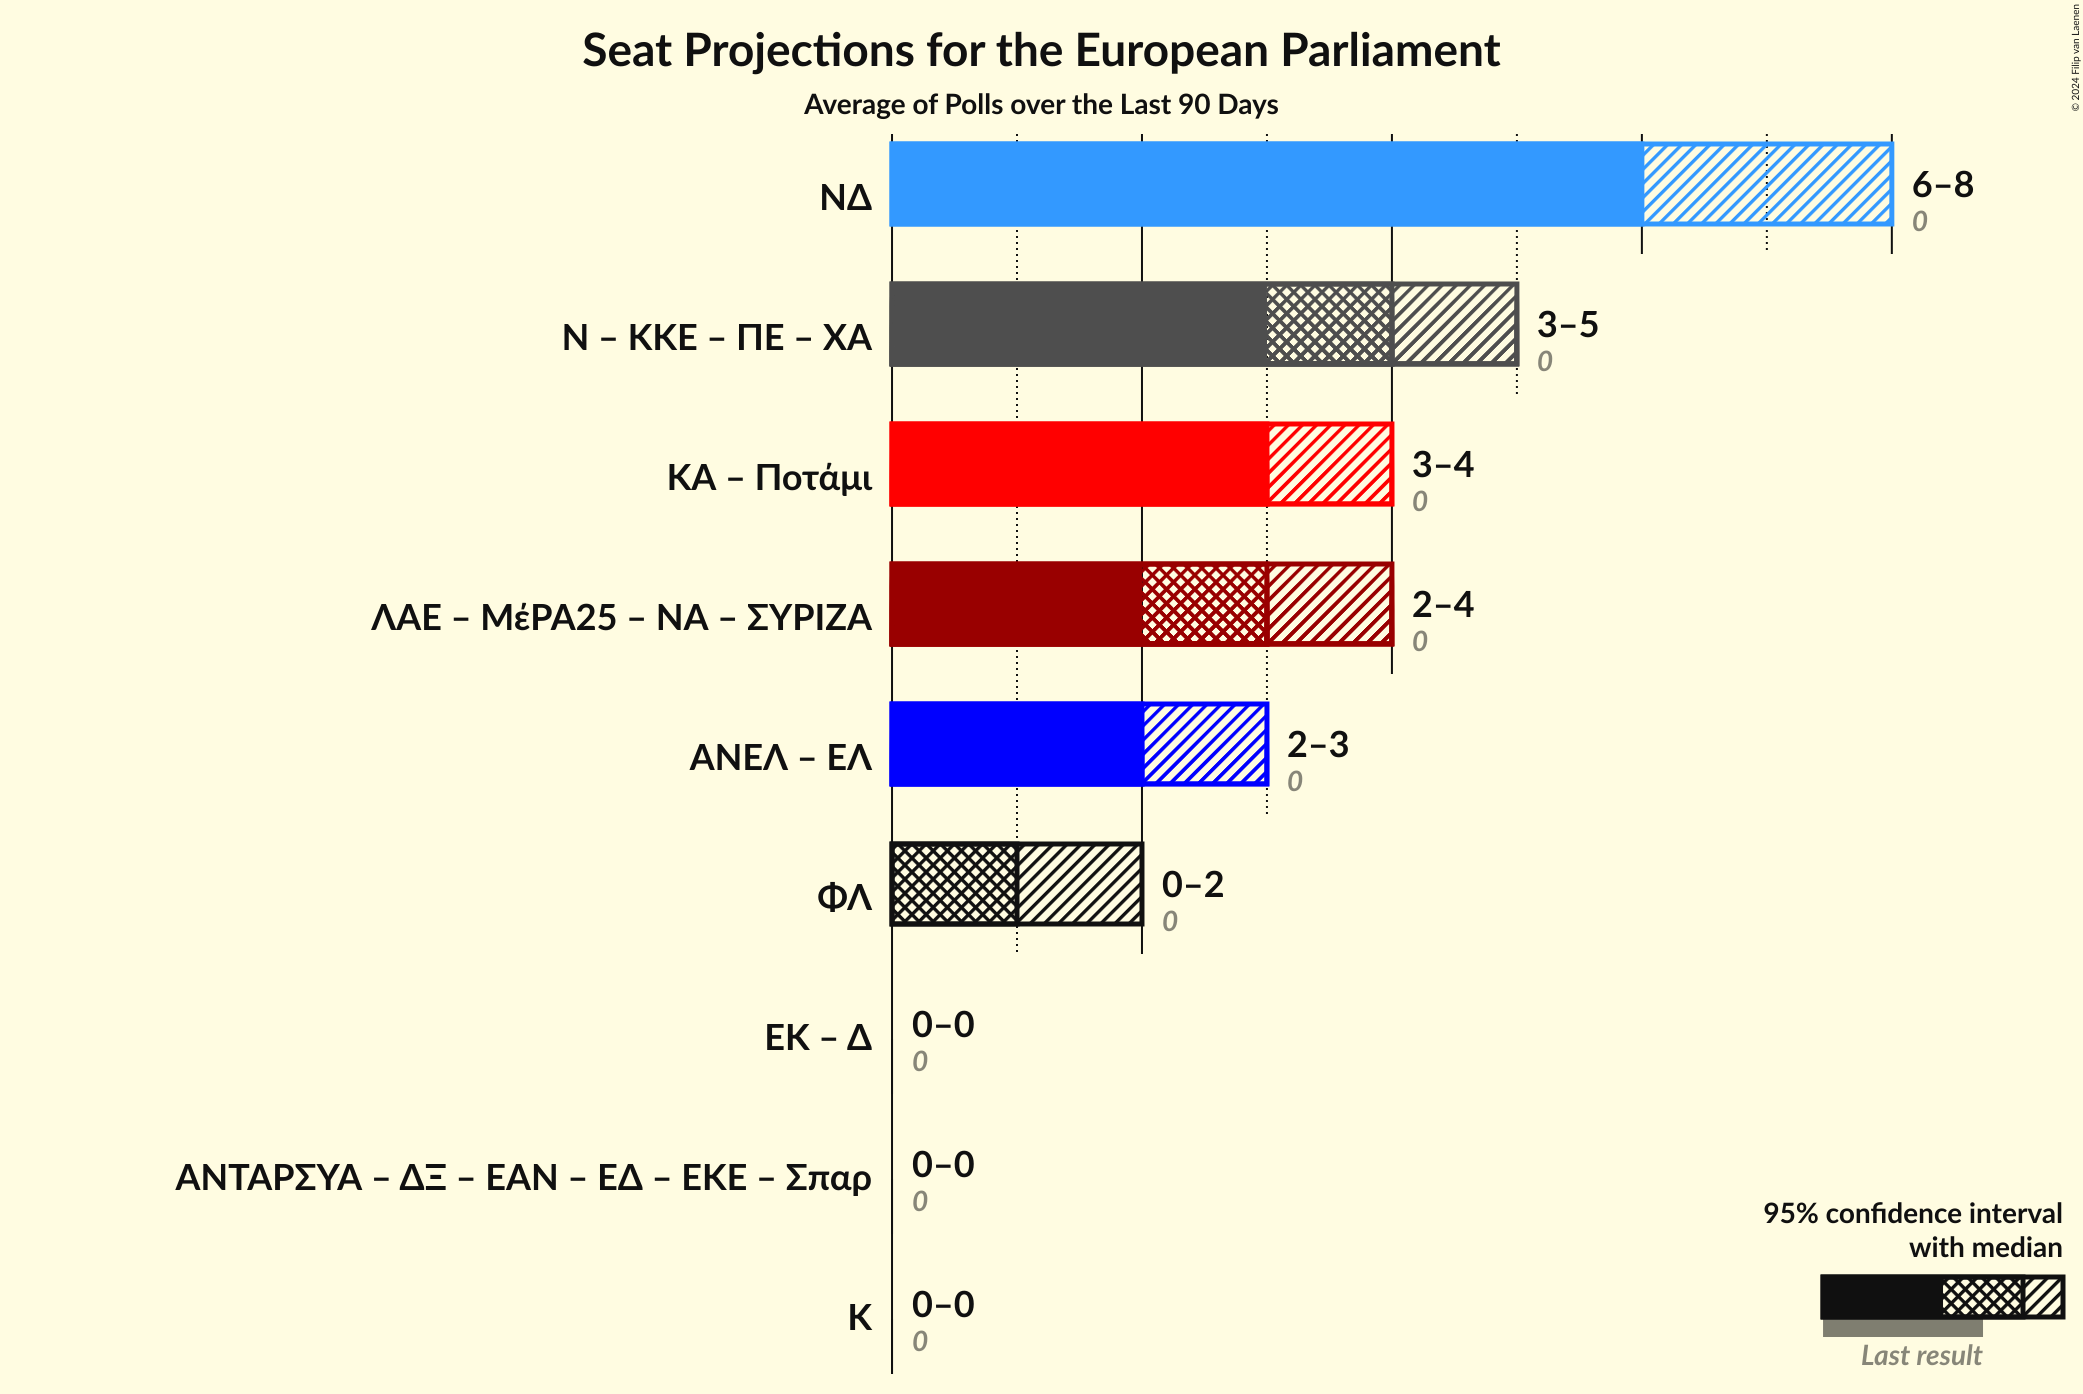 Seat Projections for the European Parliament
Average of Polls over the Last 90 Days
© 2024 Filip van Laenen
ΝΔ
6–8
0
Ν – ΚΚΕ – ΠΕ – ΧΑ
3–5
0
ΚΑ – Ποτάμι
3–4
0
ΛΑΕ – ΜέΡΑ25 – ΝΑ – ΣΥΡΙΖΑ
2–4
0
ΑΝΕΛ – ΕΛ
2–3
0
ΦΛ
0–2
0
ΕΚ – Δ
0–0
0
ΑΝΤΑΡΣΥΑ – ΔΞ – ΕΑΝ – ΕΔ – ΕΚΕ – Σπαρ
0–0
0
Κ
0–0
0
95% confidence interval
with median
Last result